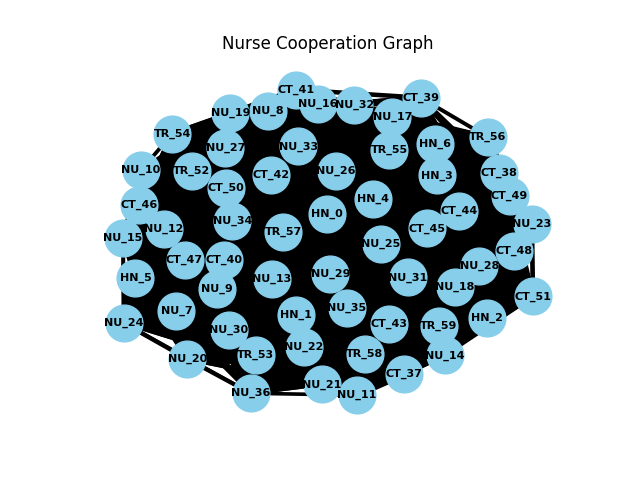 Nurse Cooperation Graph
CT_41
CT_39
NU_16
NU_32
NU_8
NU_19
NU_17
TR_54
TR_56
HN_6
NU_33
NU_27
TR_55
NU_10
TR_52
NU_26
CT_42
HN_3
CT_38
CT_50
CT_49
HN_4
CT_46
CT_44
HN_0
NU_34
NU_23
NU_12
CT_45
TR_57
NU_15
NU_25
CT_48
CT_47
CT_40
NU_28
HN_5
NU_13
NU_29
NU_31
NU_9
NU_18
CT_51
NU_35
NU_7
HN_1
HN_2
NU_24
CT_43
TR_59
NU_30
NU_22
TR_53
TR_58
NU_14
NU_20
CT_37
NU_21
NU_36
NU_11